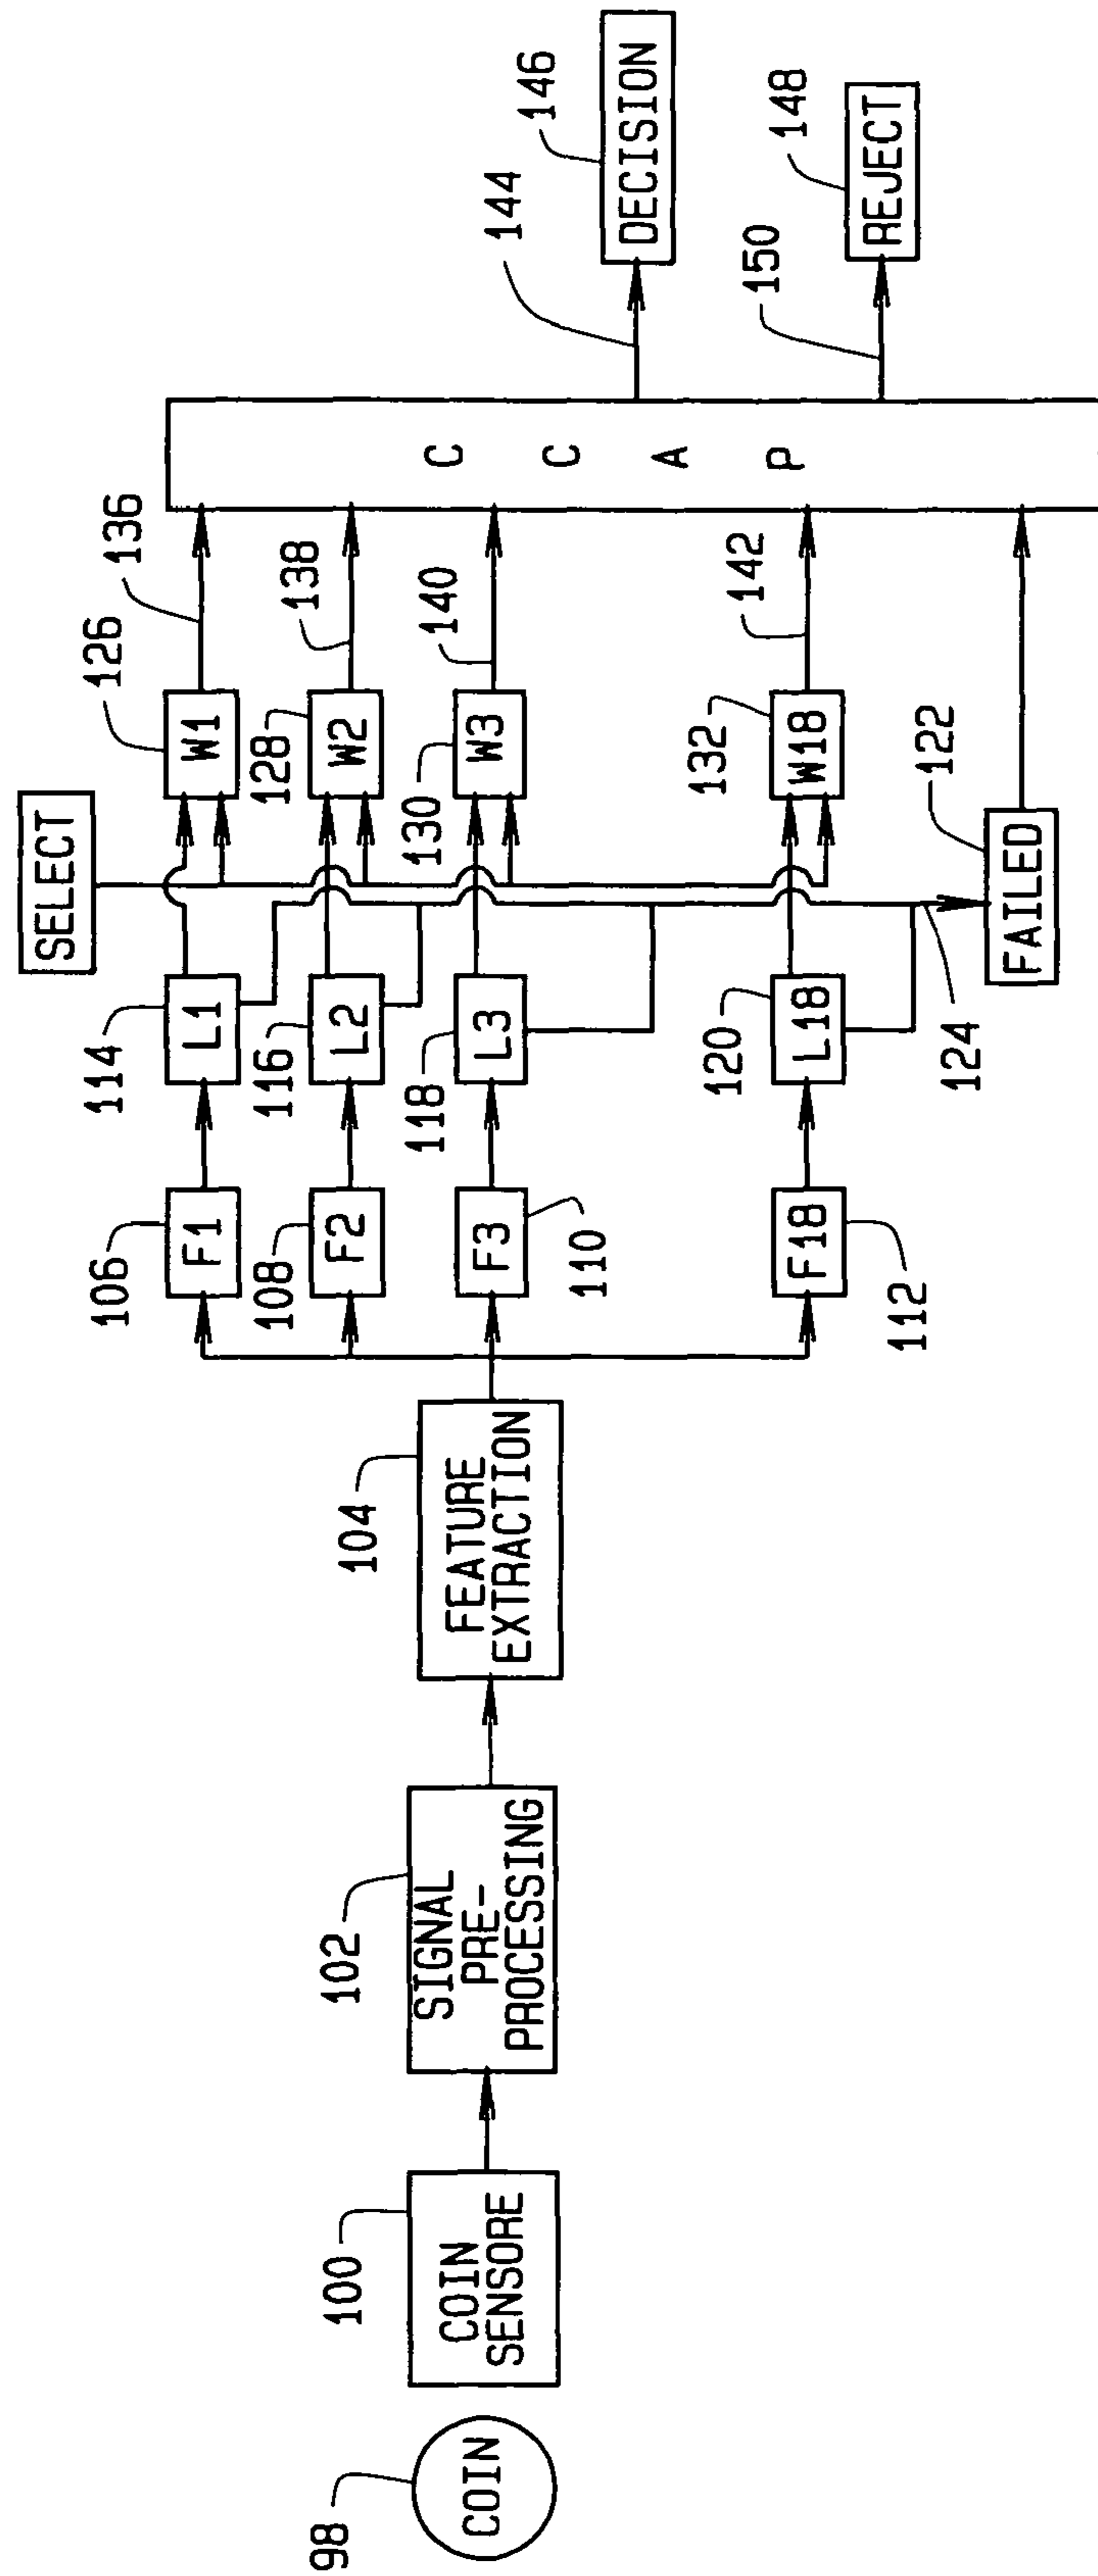 98
COIN
100
COIN
SENSORE
102
SIGNAL
PRE-
PROCESSING
104
FEATURE
EXTRACTION
106
F1
108
F2
F3
110
F18
112
114
L1
116
L2
118
L3
120
L18
124
SELECT
126
W1
128
W2
130
W3
132
W18
122
FAILED
136
138
140
142
C C A P
144
DECISION
146
150
REJECT
148